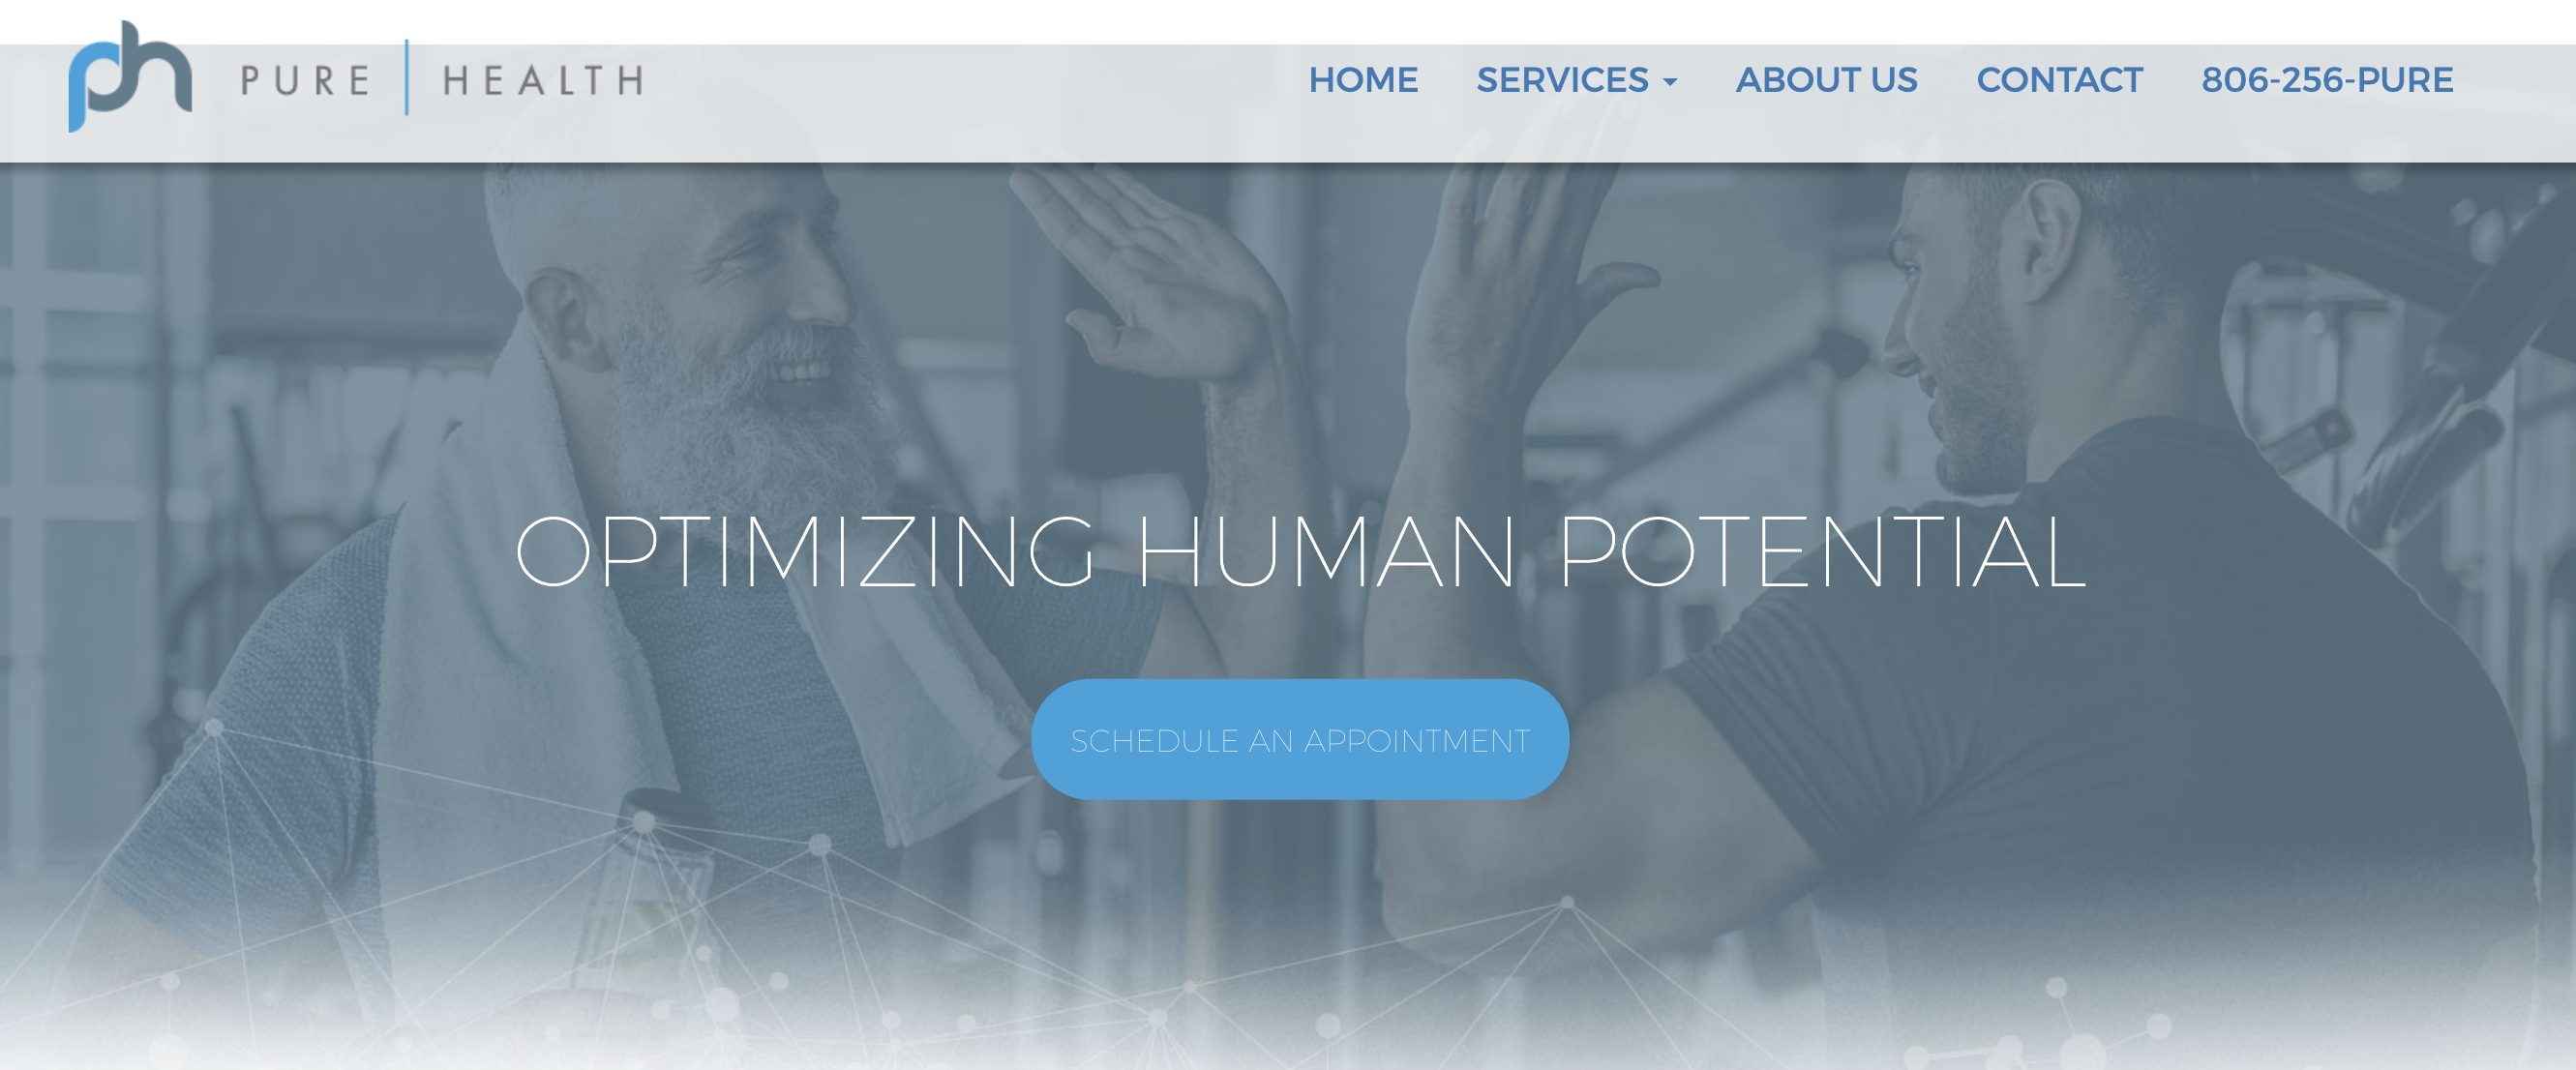 ph PURE | HEALTH
HOME SERVICES ABOUT US CONTACT 806-256-PURE
OPTIMIZING HUMAN POTENTIAL
SCHEDULE AN APPOINTMENT